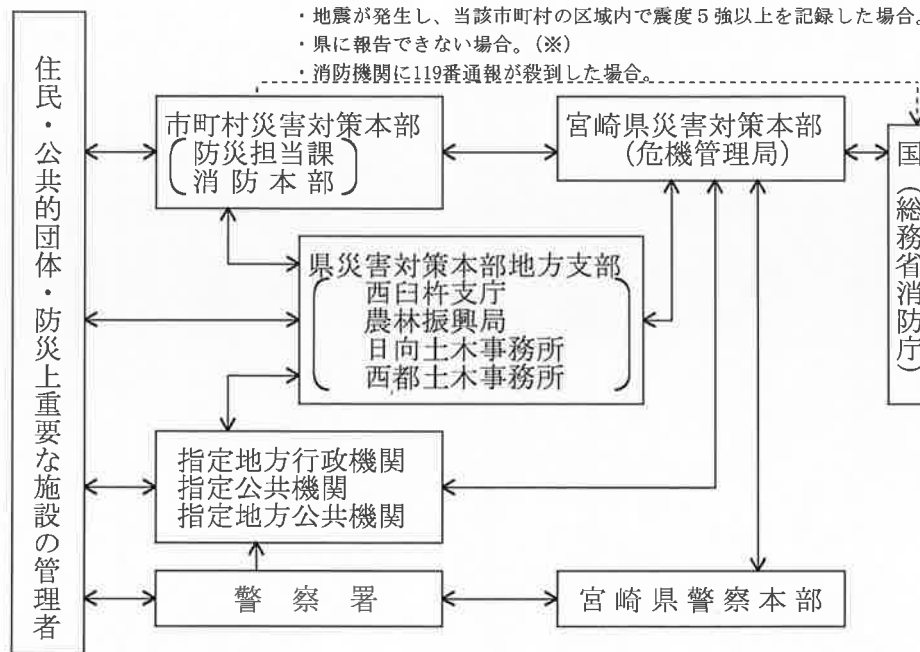 ・地震が発生し、当該市町村の区域内で震度5強以上を記録した場合。
・県に報告できない場合。(※)
・消防機関に119番通報が殺到した場合。
住民・公共的団体・防災上重要な施設の管理者
市町村災害対策本部
(防災担当課
消防本部)
宮崎県災害対策本部
(危機管理局)
国(総務省消防庁)
県災害対策本部地方支部
(西臼杵支庁
農林振興局
日向土木事務所
西都土木事務所)
指定地方行政機関
指定公共機関
指定地方公共機関
警察署
宮崎県警察本部